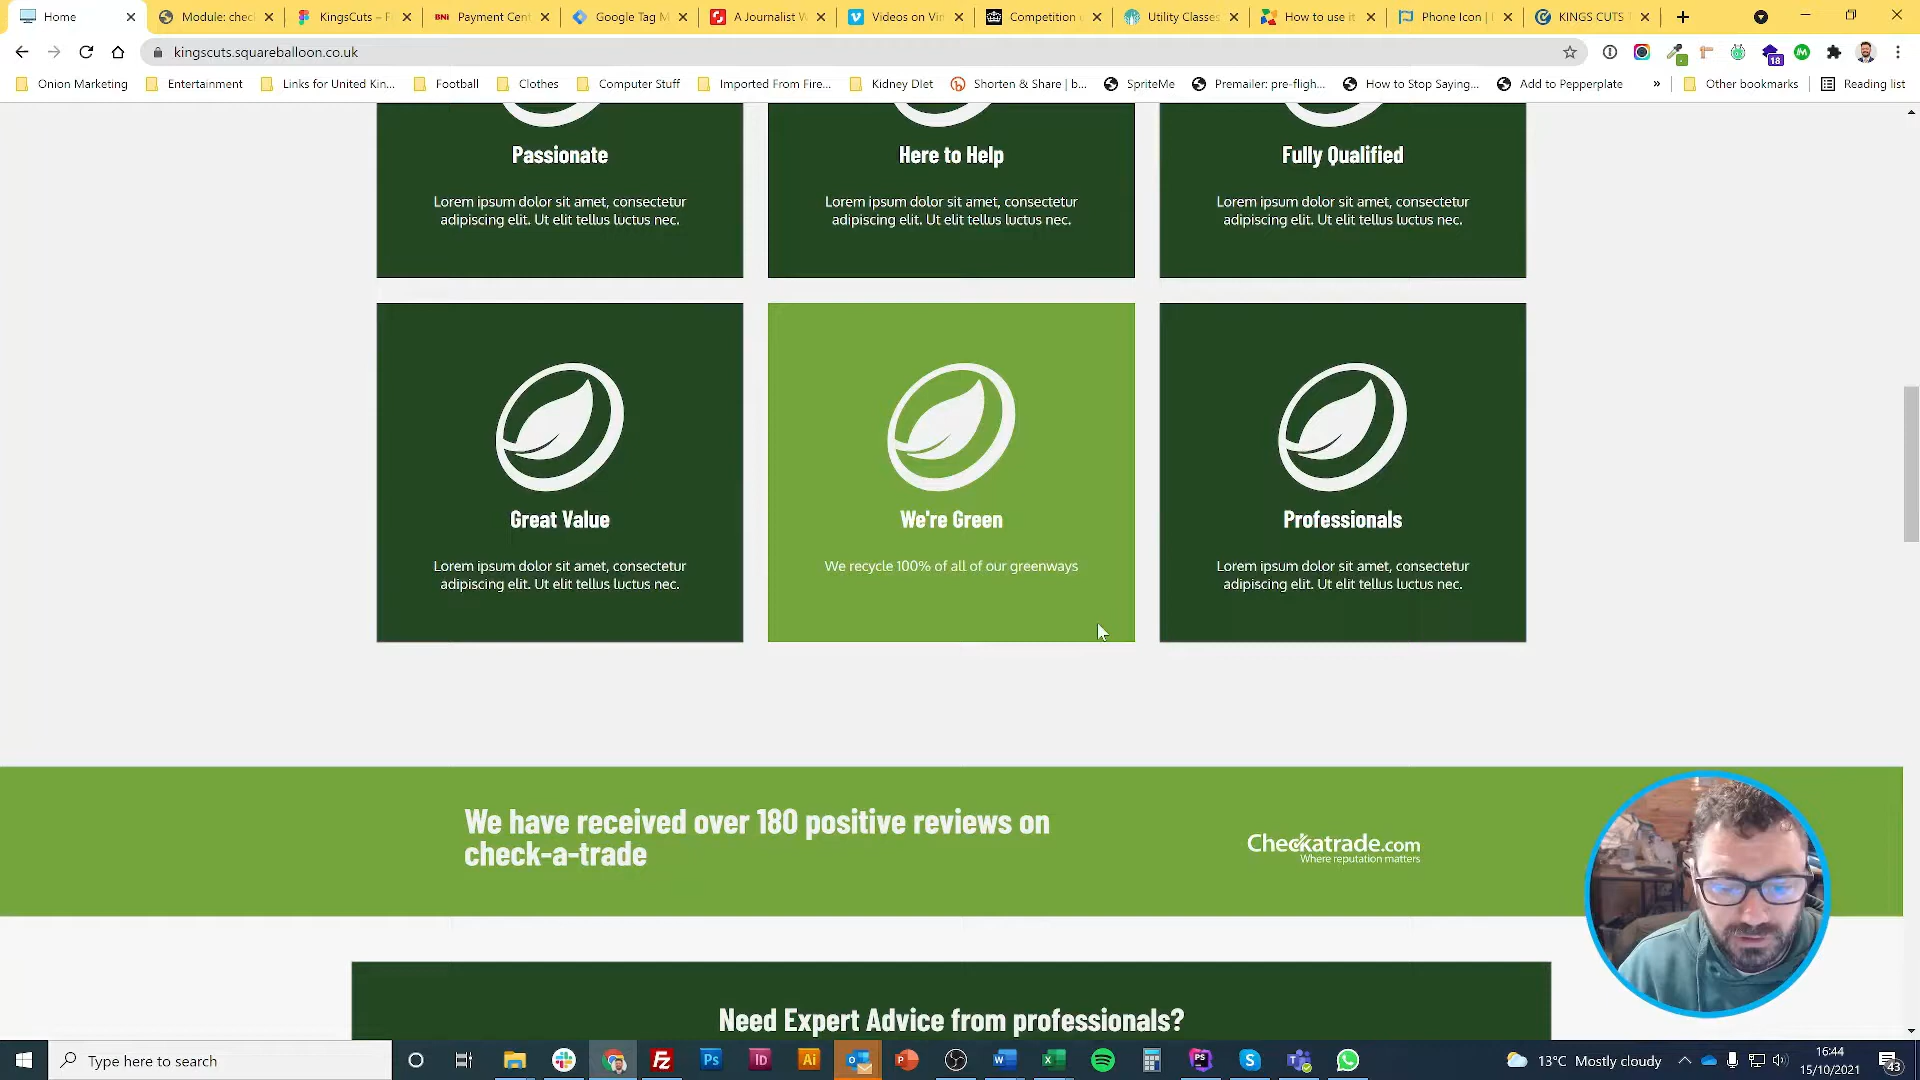 Home
Module: chec
KingsCuts – F
BNI
Payment Cen
Google Tag M
A Journalist W
Videos on Vim
Competition
Utility Classes
How to use it
Phone Icon |
KINGS CUTS
kingscuts.squareballoon.co.uk
18
Onion Marketing
Entertainment
Links for United Kin...
Football
Clothes
Computer Stuff
Imported From Fire...
Kidney DIet
Shorten & Share | b...
SpriteMe
Premailer: pre-fligh...
How to Stop Saying...
Add to Pepperplate
»
Other bookmarks
Reading list
Passionate
Here to Help
Fully Qualified
Lorem ipsum dolor sit amet, consectetur
adipiscing elit. Ut elit tellus luctus nec.
Lorem ipsum dolor sit amet, consectetur
adipiscing elit. Ut elit tellus luctus nec.
Lorem ipsum dolor sit amet, consectetur
adipiscing elit. Ut elit tellus luctus nec.
Great Value
We're Green
Professionals
Lorem ipsum dolor sit amet, consectetur
adipiscing elit. Ut elit tellus luctus nec.
We recycle 100% of all of our greenways
Lorem ipsum dolor sit amet, consectetur
adipiscing elit. Ut elit tellus luctus nec.
We have received over 180 positive reviews on
check-a-trade
Checkatrade.com
Where reputation matters
Need Expert Advice from professionals?
Type here to search
Ps
Id
Ai
PS
13°C Mostly cloudy
16:44
15/10/2021
43